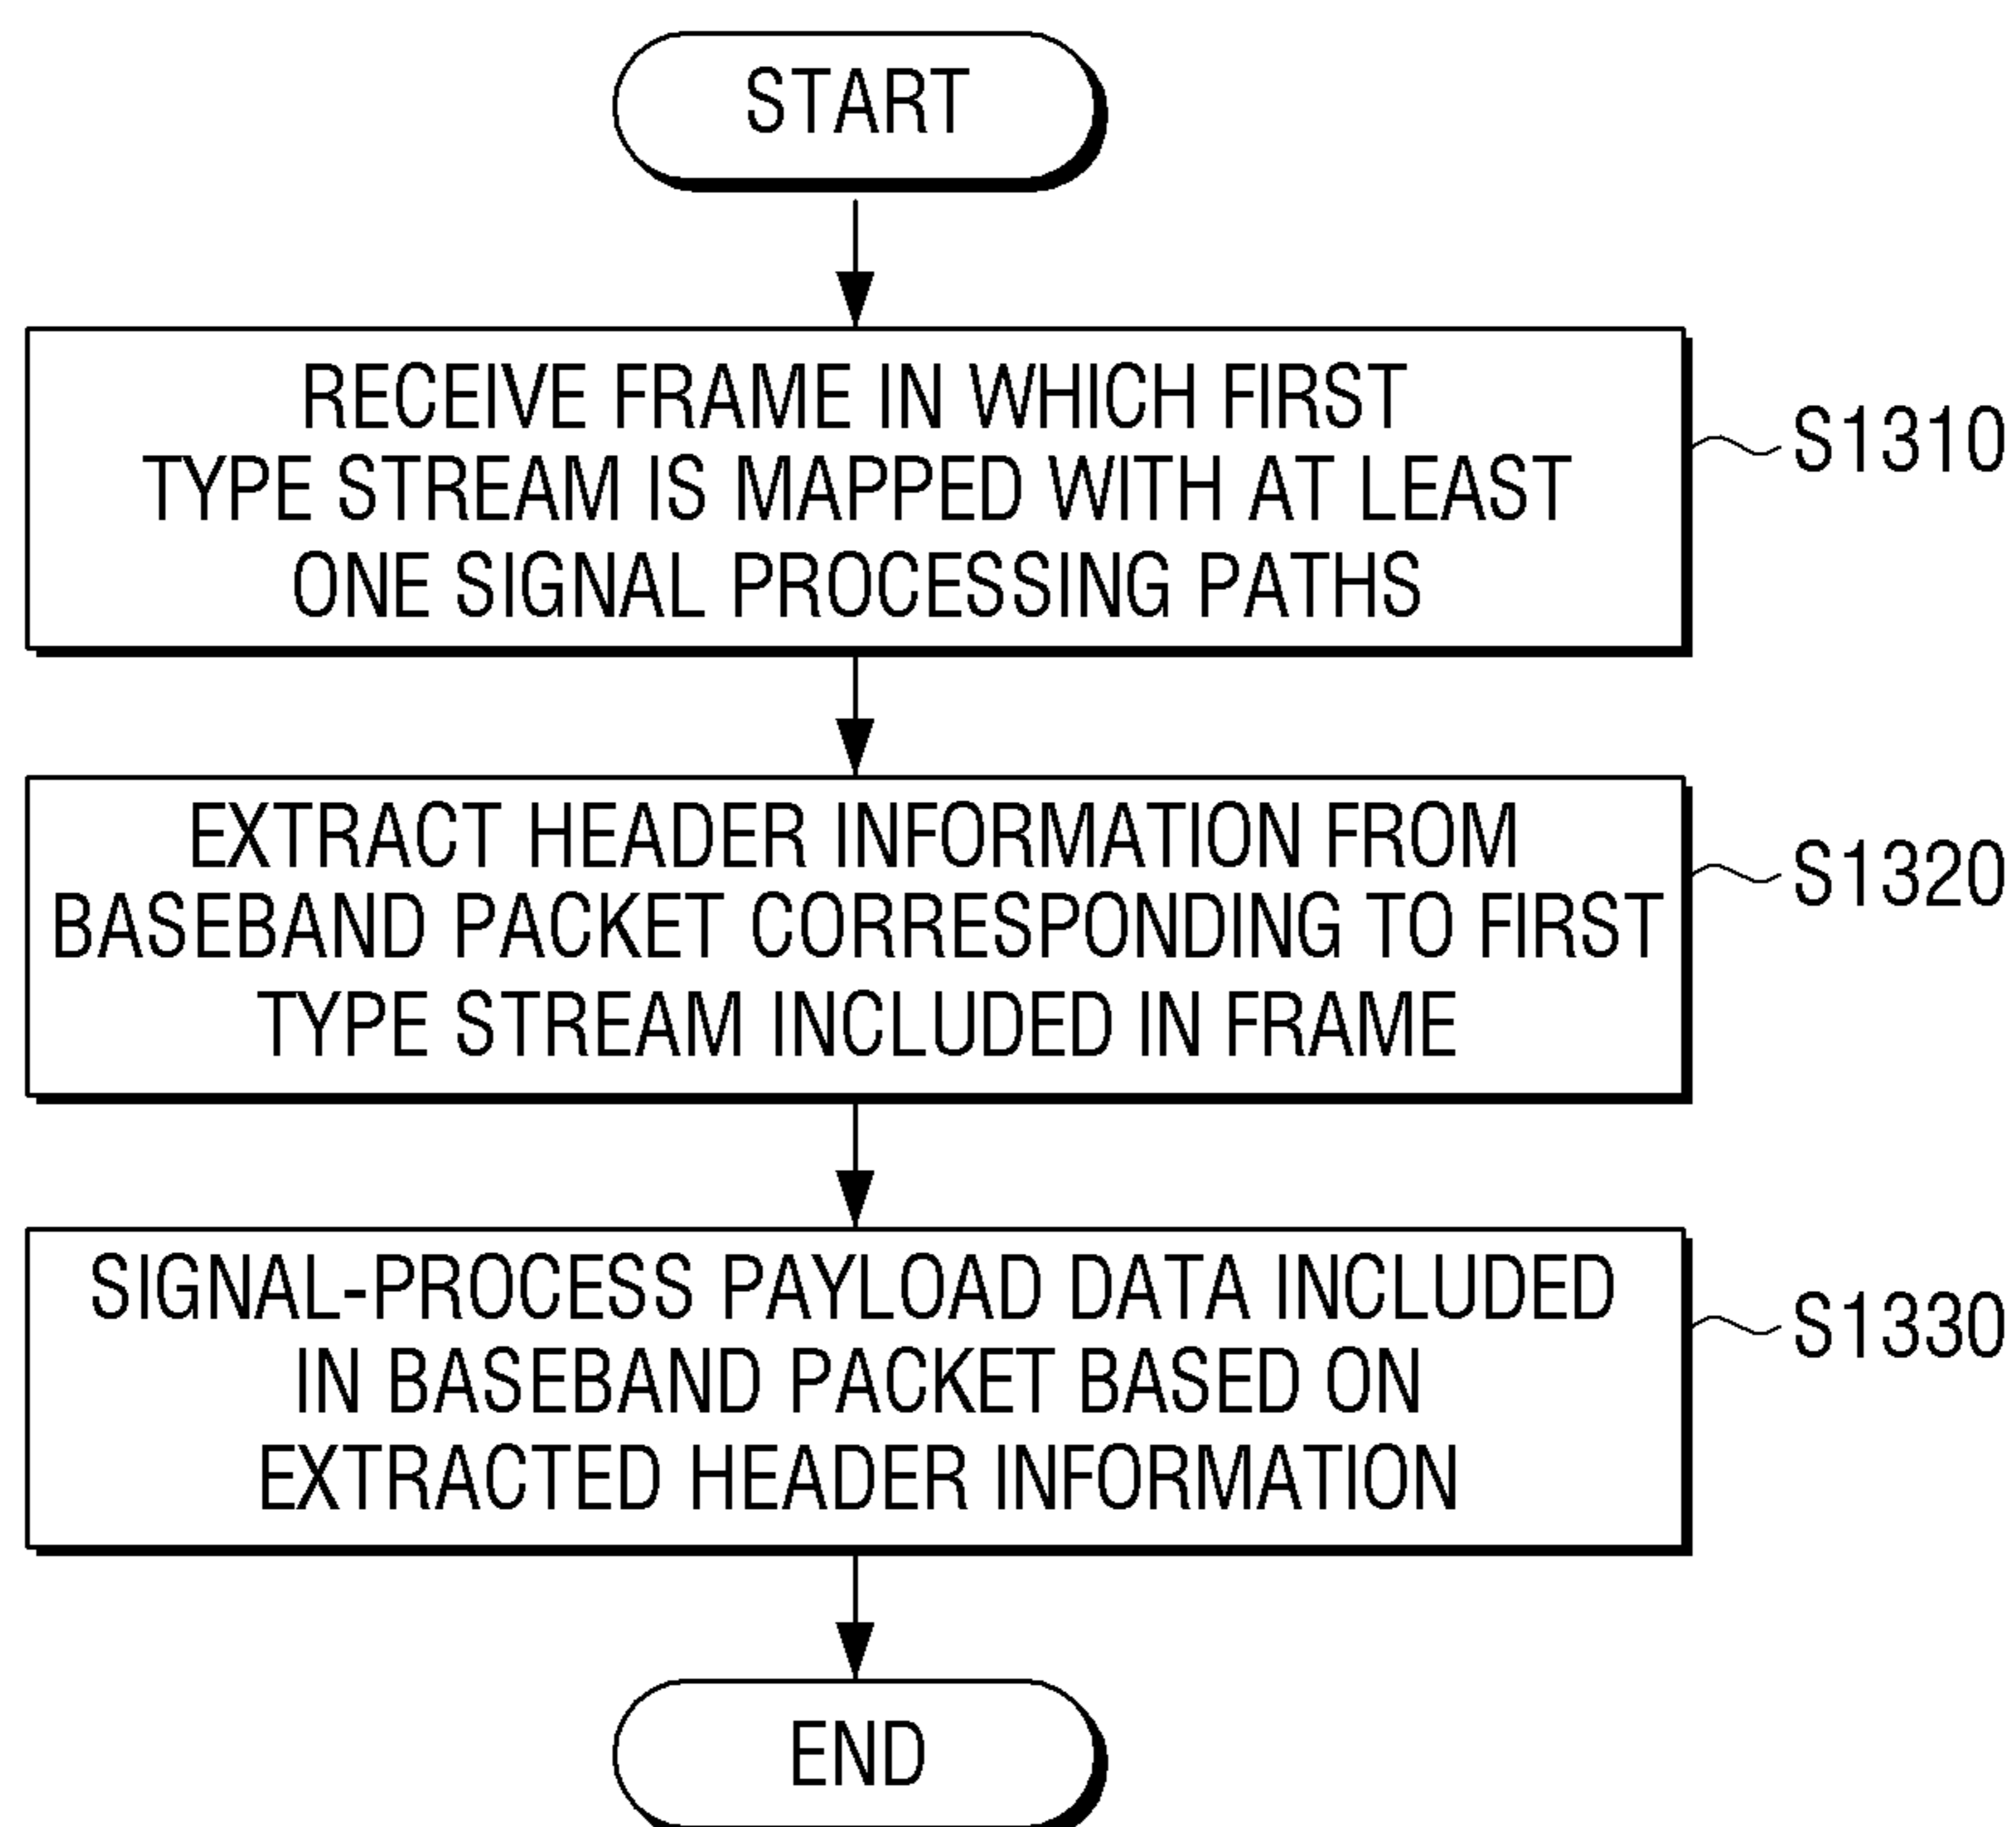 START
RECEIVE FRAME IN WHICH FIRST
TYPE STREAM IS MAPPED WITH AT LEAST
ONE SIGNAL PROCESSING PATHS
S1310
EXTRACT HEADER INFORMATION FROM
BASEBAND PACKET CORRESPONDING TO FIRST
TYPE STREAM INCLUDED IN FRAME
S1320
SIGNAL-PROCESS PAYLOAD DATA INCLUDED
IN BASEBAND PACKET BASED ON
EXTRACTED HEADER INFORMATION
S1330
END